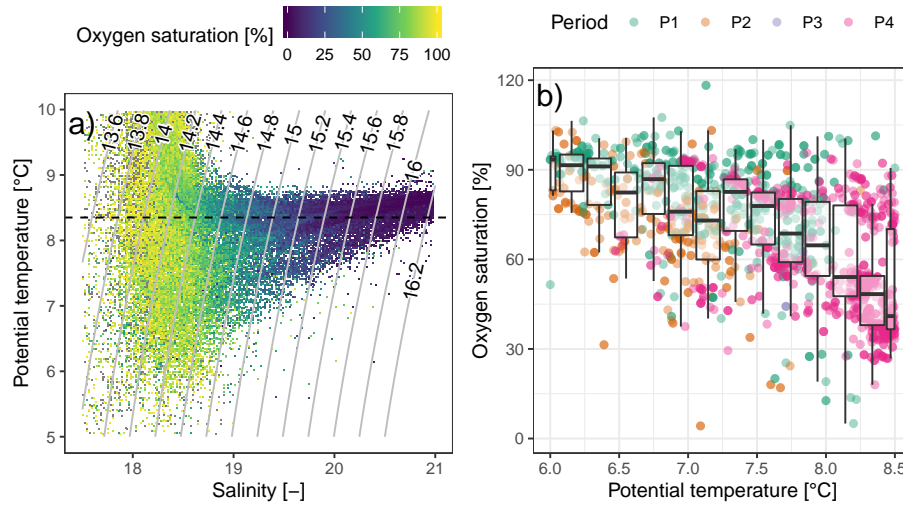 Oxygen saturation [%]
0 25 50 75 100
Period P1 P2 P3 P4
a)
13.6 13.8 14 14.2 14.4 14.6 14.8 15 15.2 15.4 15.6 15.8 16 16.2
Potential temperature [°C]
10
9
8
7
6
5
18 19 20 21
Salinity [−]
b)
Oxygen saturation [%]
120
90
60
30
0
6.0 6.5 7.0 7.5 8.0 8.5
Potential temperature [°C]